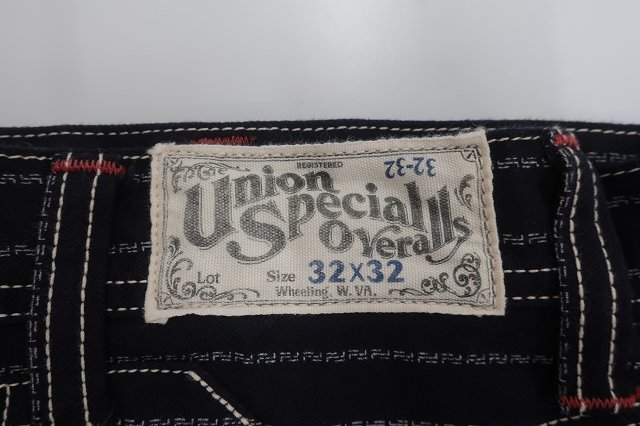 REGISTERED
32-32
Union
Special
Overalls
Lot Size 32x32
Wheeling, W. VA.